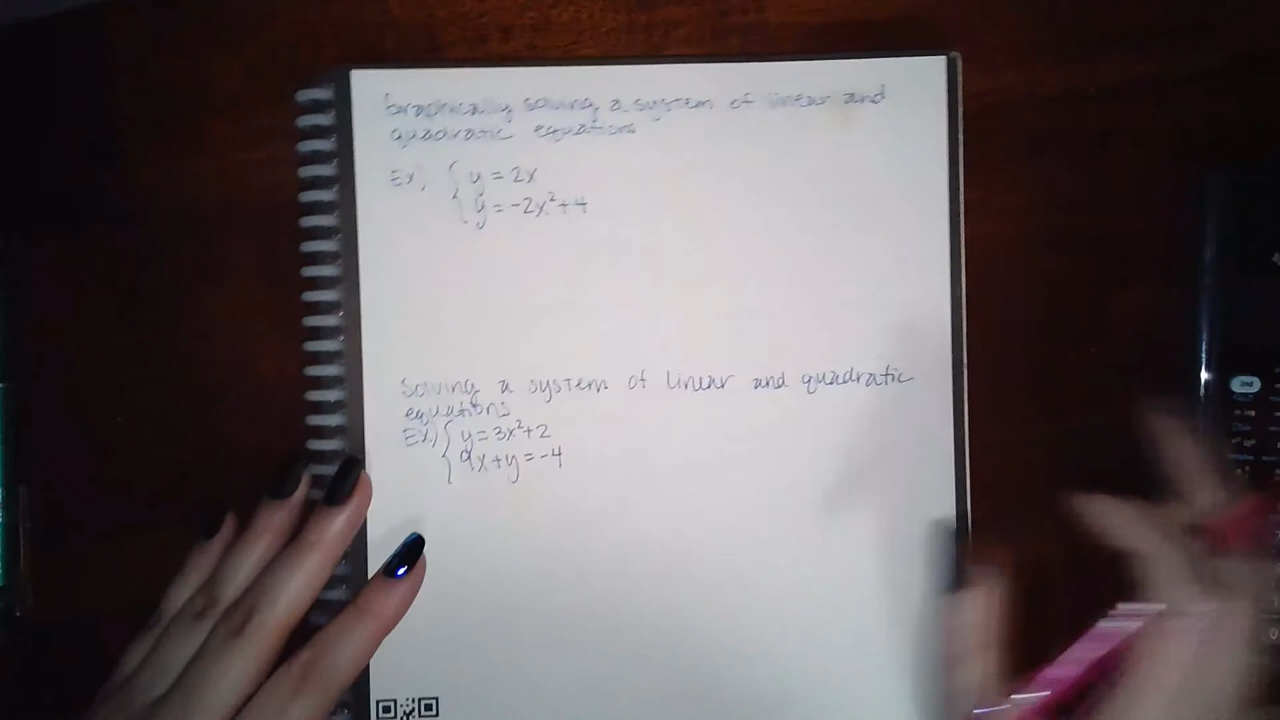 Graphically solving a system of linear and
quadratic equations
Ex) { y = 2x
y = -2x² + 4
Solving a system of linear and quadratic
equations
Ex) { y = 3x² + 2
9x + y = -4
2nd